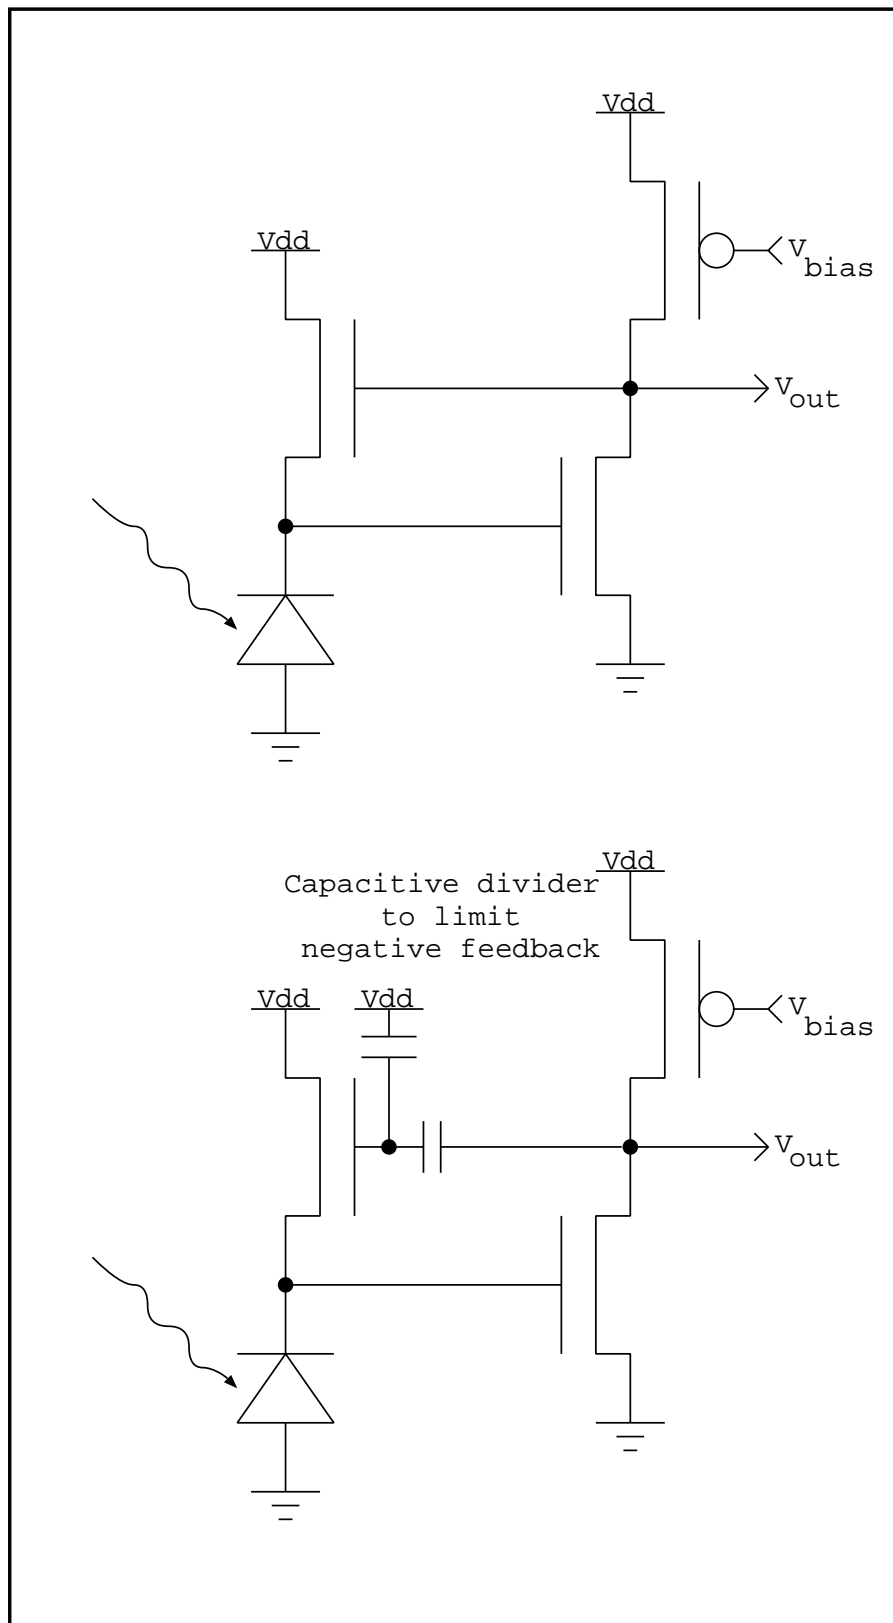 Vdd
Vdd
V
bias
V
out
Vdd
Capacitive divider
to limit
negative feedback
Vdd
Vdd
V
bias
V
out